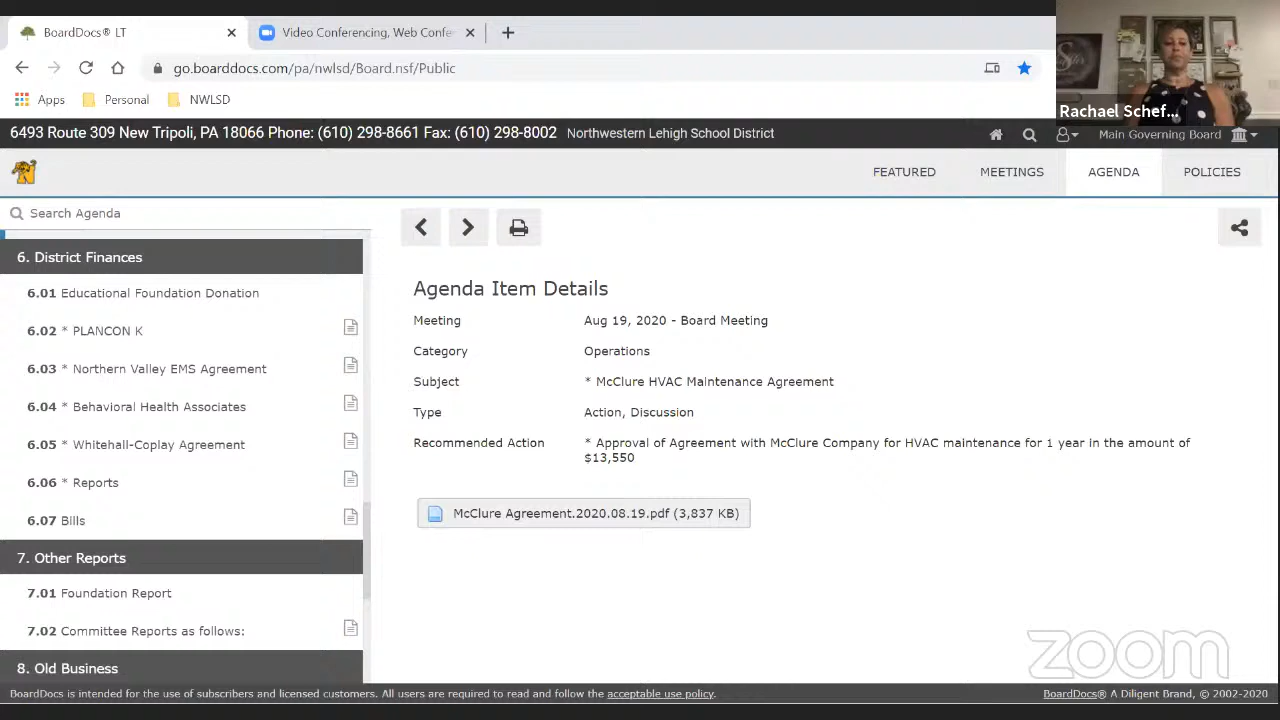 BoardDocs® LT
Video Conferencing, Web Confe
go.boarddocs.com/pa/nwlsd/Board.nsf/Public
Apps
Personal
NWLSD
Rachael Schef...
6493 Route 309 New Tripoli, PA 18066 Phone: (610) 298-8661 Fax: (610) 298-8002 Northwestern Lehigh School District
Main Governing Board
FEATURED
MEETINGS
AGENDA
POLICIES
Search Agenda
6. District Finances
6.01 Educational Foundation Donation
6.02 * PLANCON K
6.03 * Northern Valley EMS Agreement
6.04 * Behavioral Health Associates
6.05 * Whitehall-Coplay Agreement
6.06 * Reports
6.07 Bills
7. Other Reports
7.01 Foundation Report
7.02 Committee Reports as follows:
8. Old Business
Agenda Item Details
Meeting Aug 19, 2020 - Board Meeting
Category Operations
Subject * McClure HVAC Maintenance Agreement
Type Action, Discussion
Recommended Action * Approval of Agreement with McClure Company for HVAC maintenance for 1 year in the amount of
$13,550
McClure Agreement.2020.08.19.pdf (3,837 KB)
zoom
BoardDocs is intended for the use of subscribers and licensed customers. All users are required to read and follow the acceptable use policy.
BoardDocs® A Diligent Brand, © 2002-2020